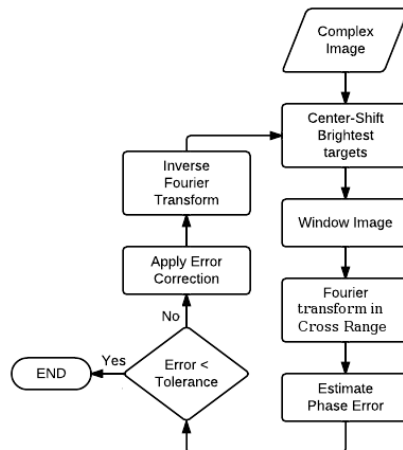 Complex
Image
Center-Shift
Brightest
targets
Window Image
Fourier
transform in
Cross Range
Estimate
Phase Error
Error <
Tolerance
Yes
END
No
Apply Error
Correction
Inverse
Fourier
Transform